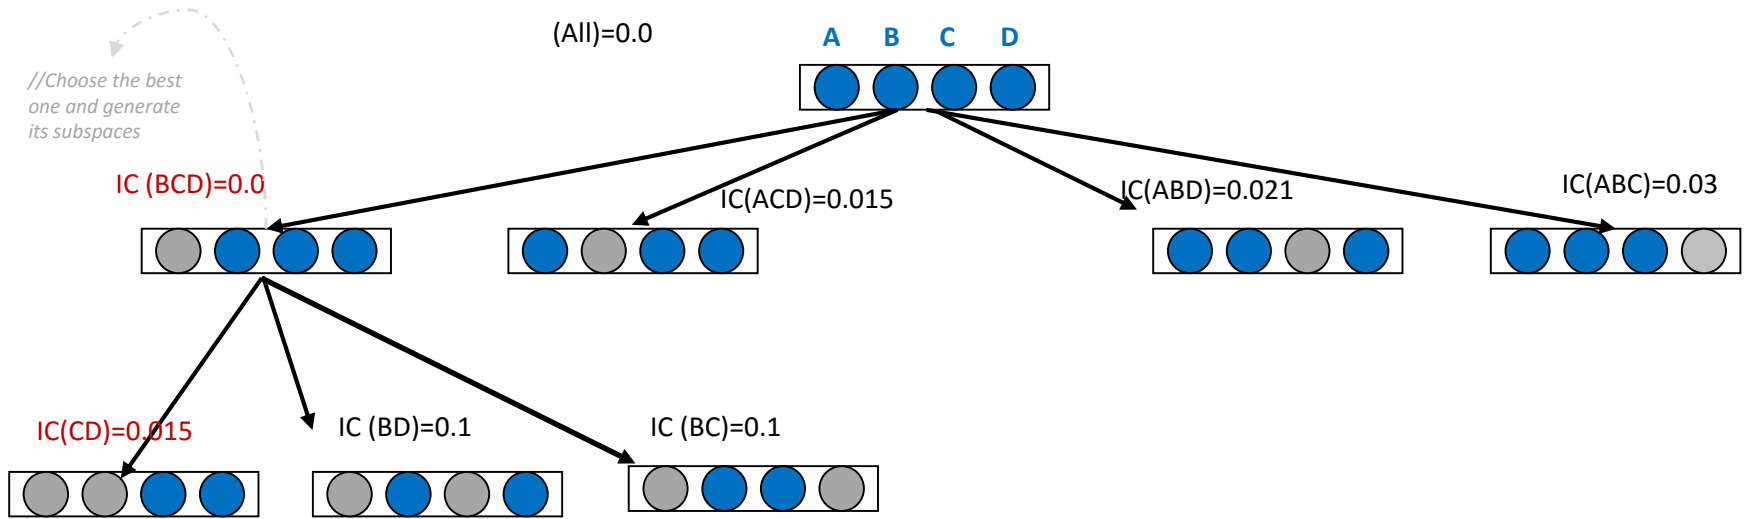 (All)=0.0
A B C D
//Choose the best
one and generate
its subspaces
IC (BCD)=0.0
IC(ACD)=0.015
IC(ABD)=0.021
IC(ABC)=0.03
IC(CD)=0.015
IC (BD)=0.1
IC (BC)=0.1